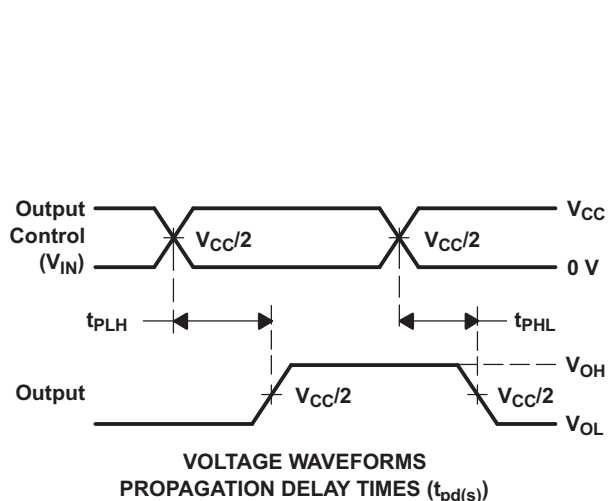 Output
Control
(VIN)
VCC/2
VCC/2
VCC
0 V
tPLH
tPHL
Output
VCC/2
VCC/2
VOH
VOL
VOLTAGE WAVEFORMS
PROPAGATION DELAY TIMES (tpd(s))